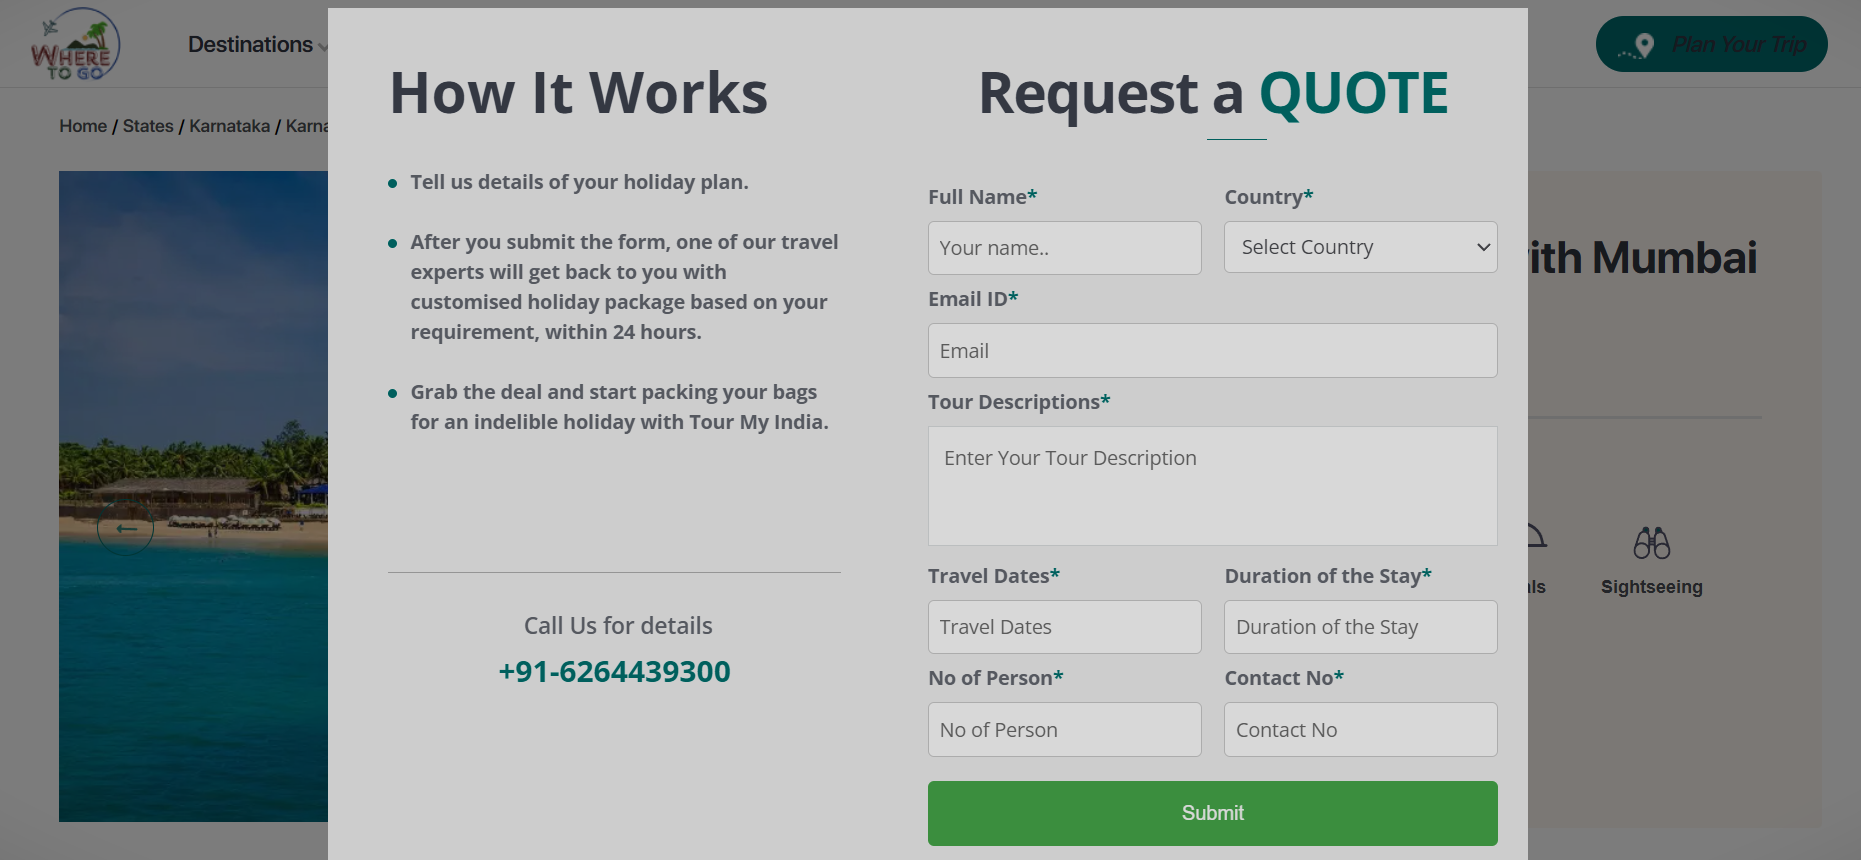 WHERE
TO GO
Destinations
Plan Your Trip
Home / States / Karnataka /
How It Works
Tell us details of your holiday plan.
After you submit the form, one of our travel
experts will get back to you with
customised holiday package based on your
requirement, within 24 hours.
Grab the deal and start packing your bags
for an indelible holiday with Tour My India.
Call Us for details
+91-6264439300
Request a QUOTE
Full Name*
Country*
Your name..
Select Country
Email ID*
Email
Tour Descriptions*
Enter Your Tour Description
Travel Dates*
Duration of the Stay*
Travel Dates
Duration of the Stay
No of Person*
Contact No*
No of Person
Contact No
Submit
Mumbai
Sightseeing